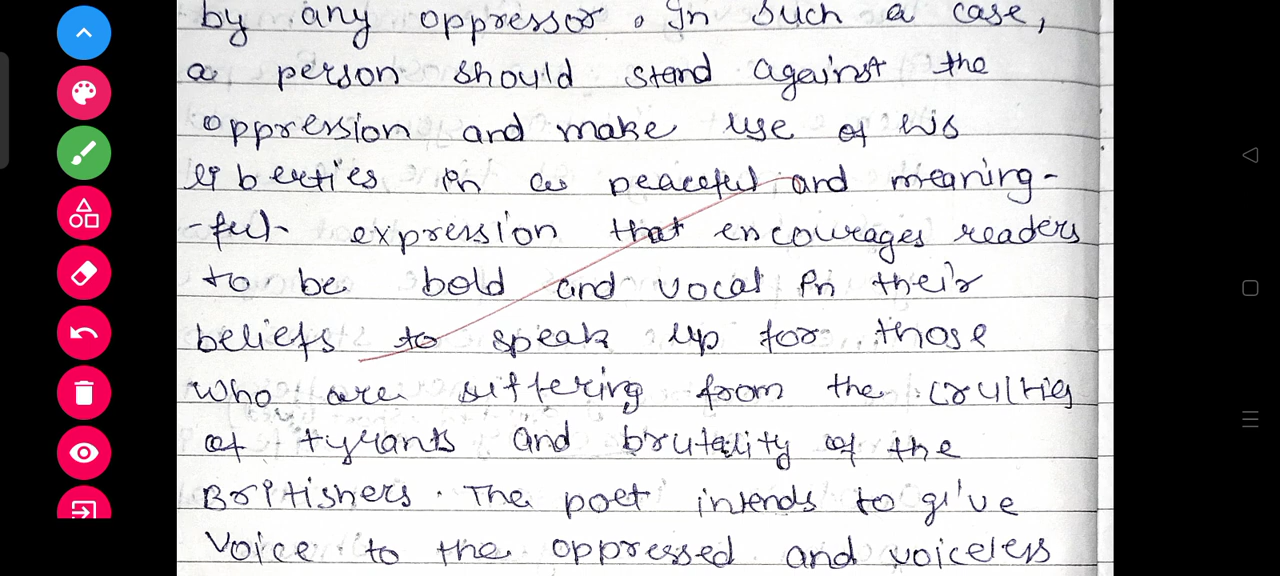 by any oppressor. In such a case,
a person should stand against the
oppression and make use of his
liberties in a peaceful and meaning-
-ful expression that encourages readers
to be bold and vocal in their
beliefs to speak up for those
who are suffering from the crulties
of tyrants and brutality of the
Britishers. The poet intends to give
voice to the oppressed and voiceless